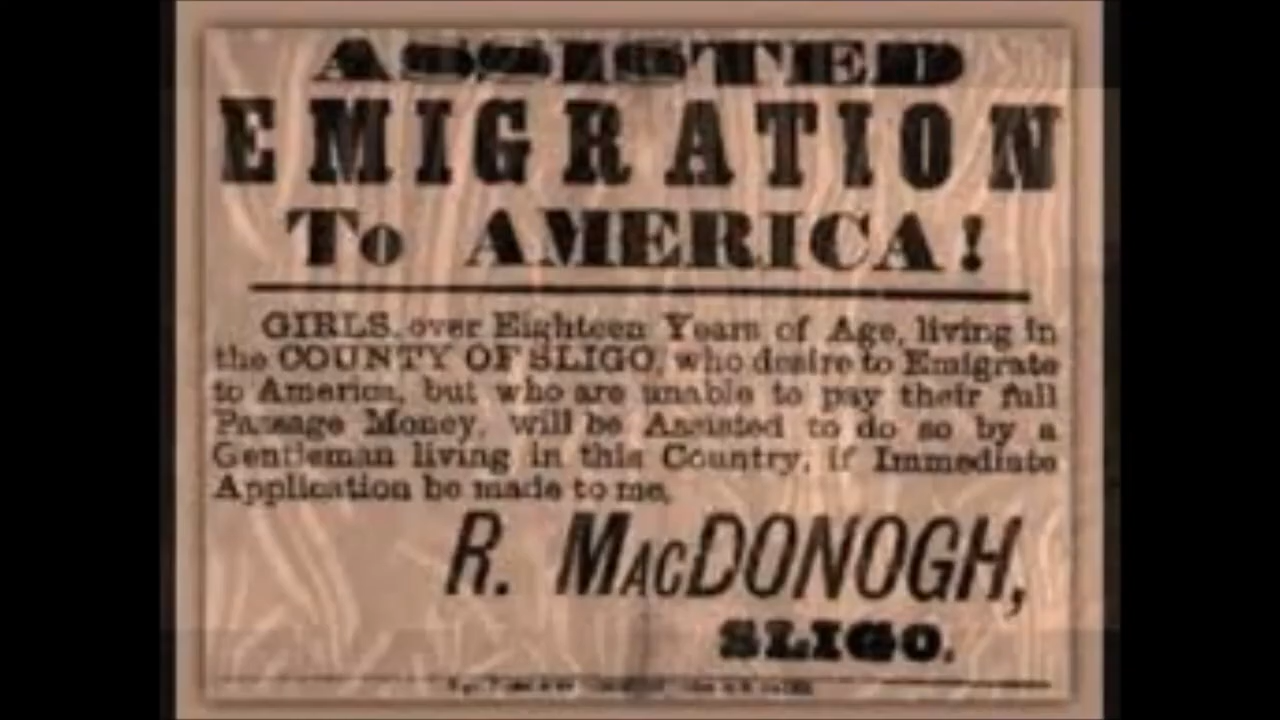 ASSISTED
EMIGRATION
To AMERICA!
GIRLS, over Eighteen Years of Age, living in
the COUNTY OF SLIGO, who desire to Emigrate
to America, but who are unable to pay their full
Passage Money, will be Assisted to do so by a
Gentleman living in this Country, if Immediate
Application be made to me,
R. MACDONOGH,
SLIGO.